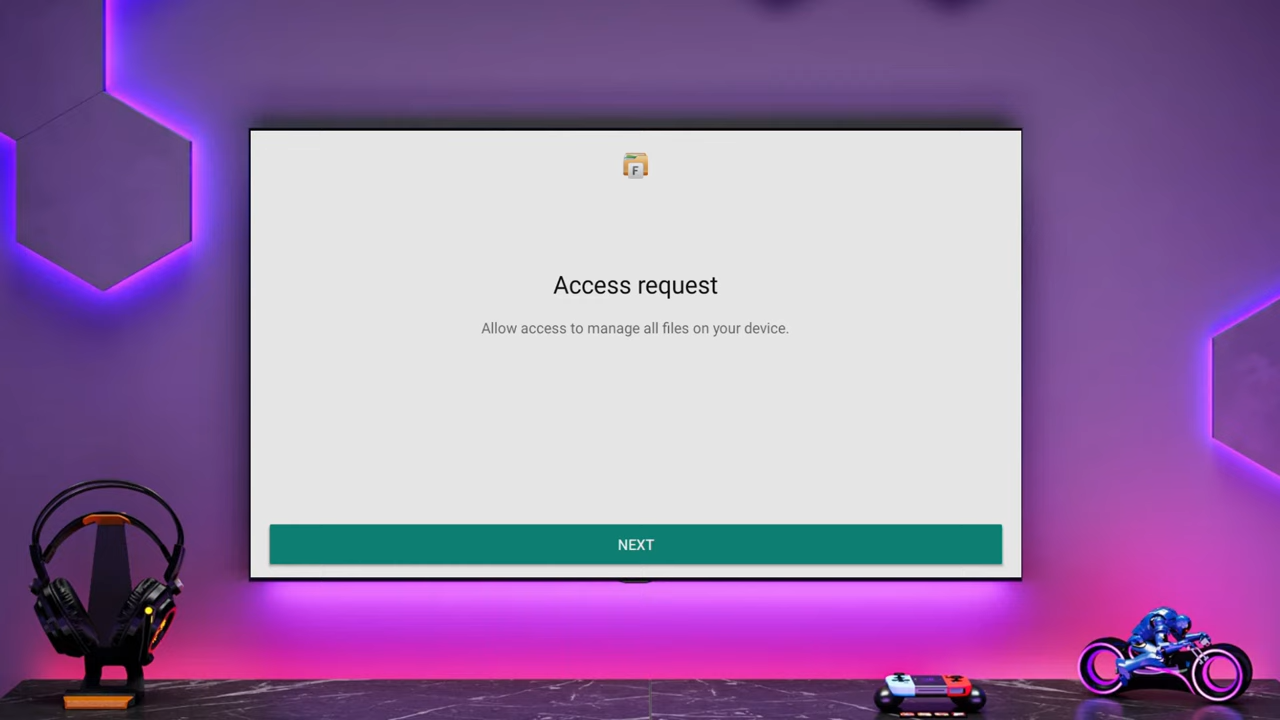 F
Access request
Allow access to manage all files on your device.
NEXT